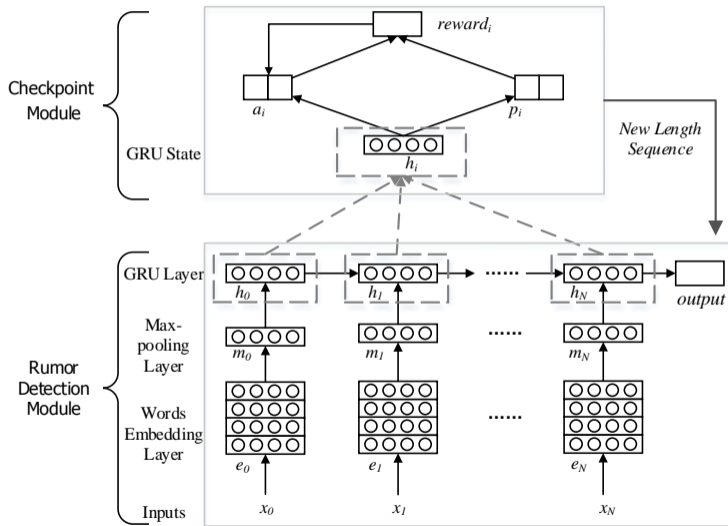 reward_i
Checkpoint
Module
a_i
p_i
New Length
Sequence
GRU State
h_i
GRU Layer
h_0
h_1
......
h_N
output
Max-
pooling
Layer
m_0
m_1
......
m_N
Rumor
Detection
Module
Words
Embedding
Layer
......
e_0
e_1
e_N
Inputs
x_0
x_1
x_N